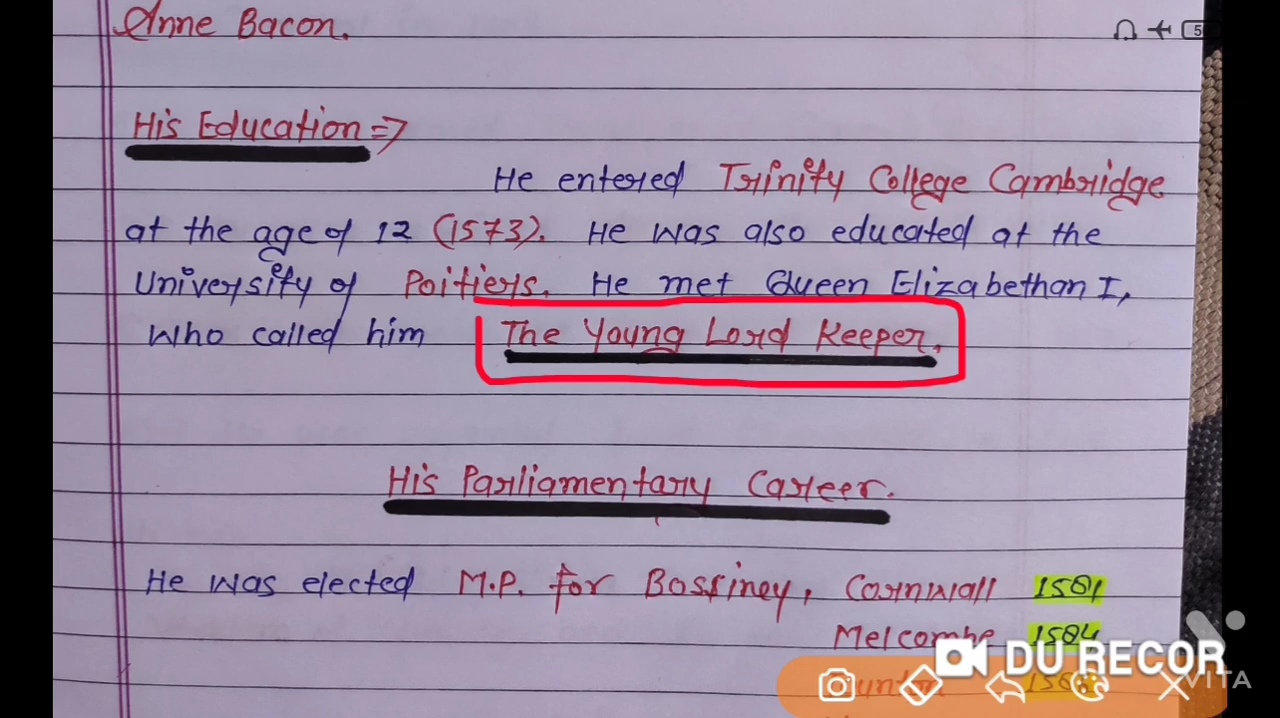 Anne Bacon.
His Education =>
He entered Trinity College Cambridge
at the age of 12 (1573). He was also educated at the
University of Poitiers. He met Queen Elizabethan I,
Who called him The Young Lord Keeper.
His Parliamentary Career.
He was elected M.P. for Bossiney, Cornwall 1581
Melcombe 1584
DU RECOR
VITA